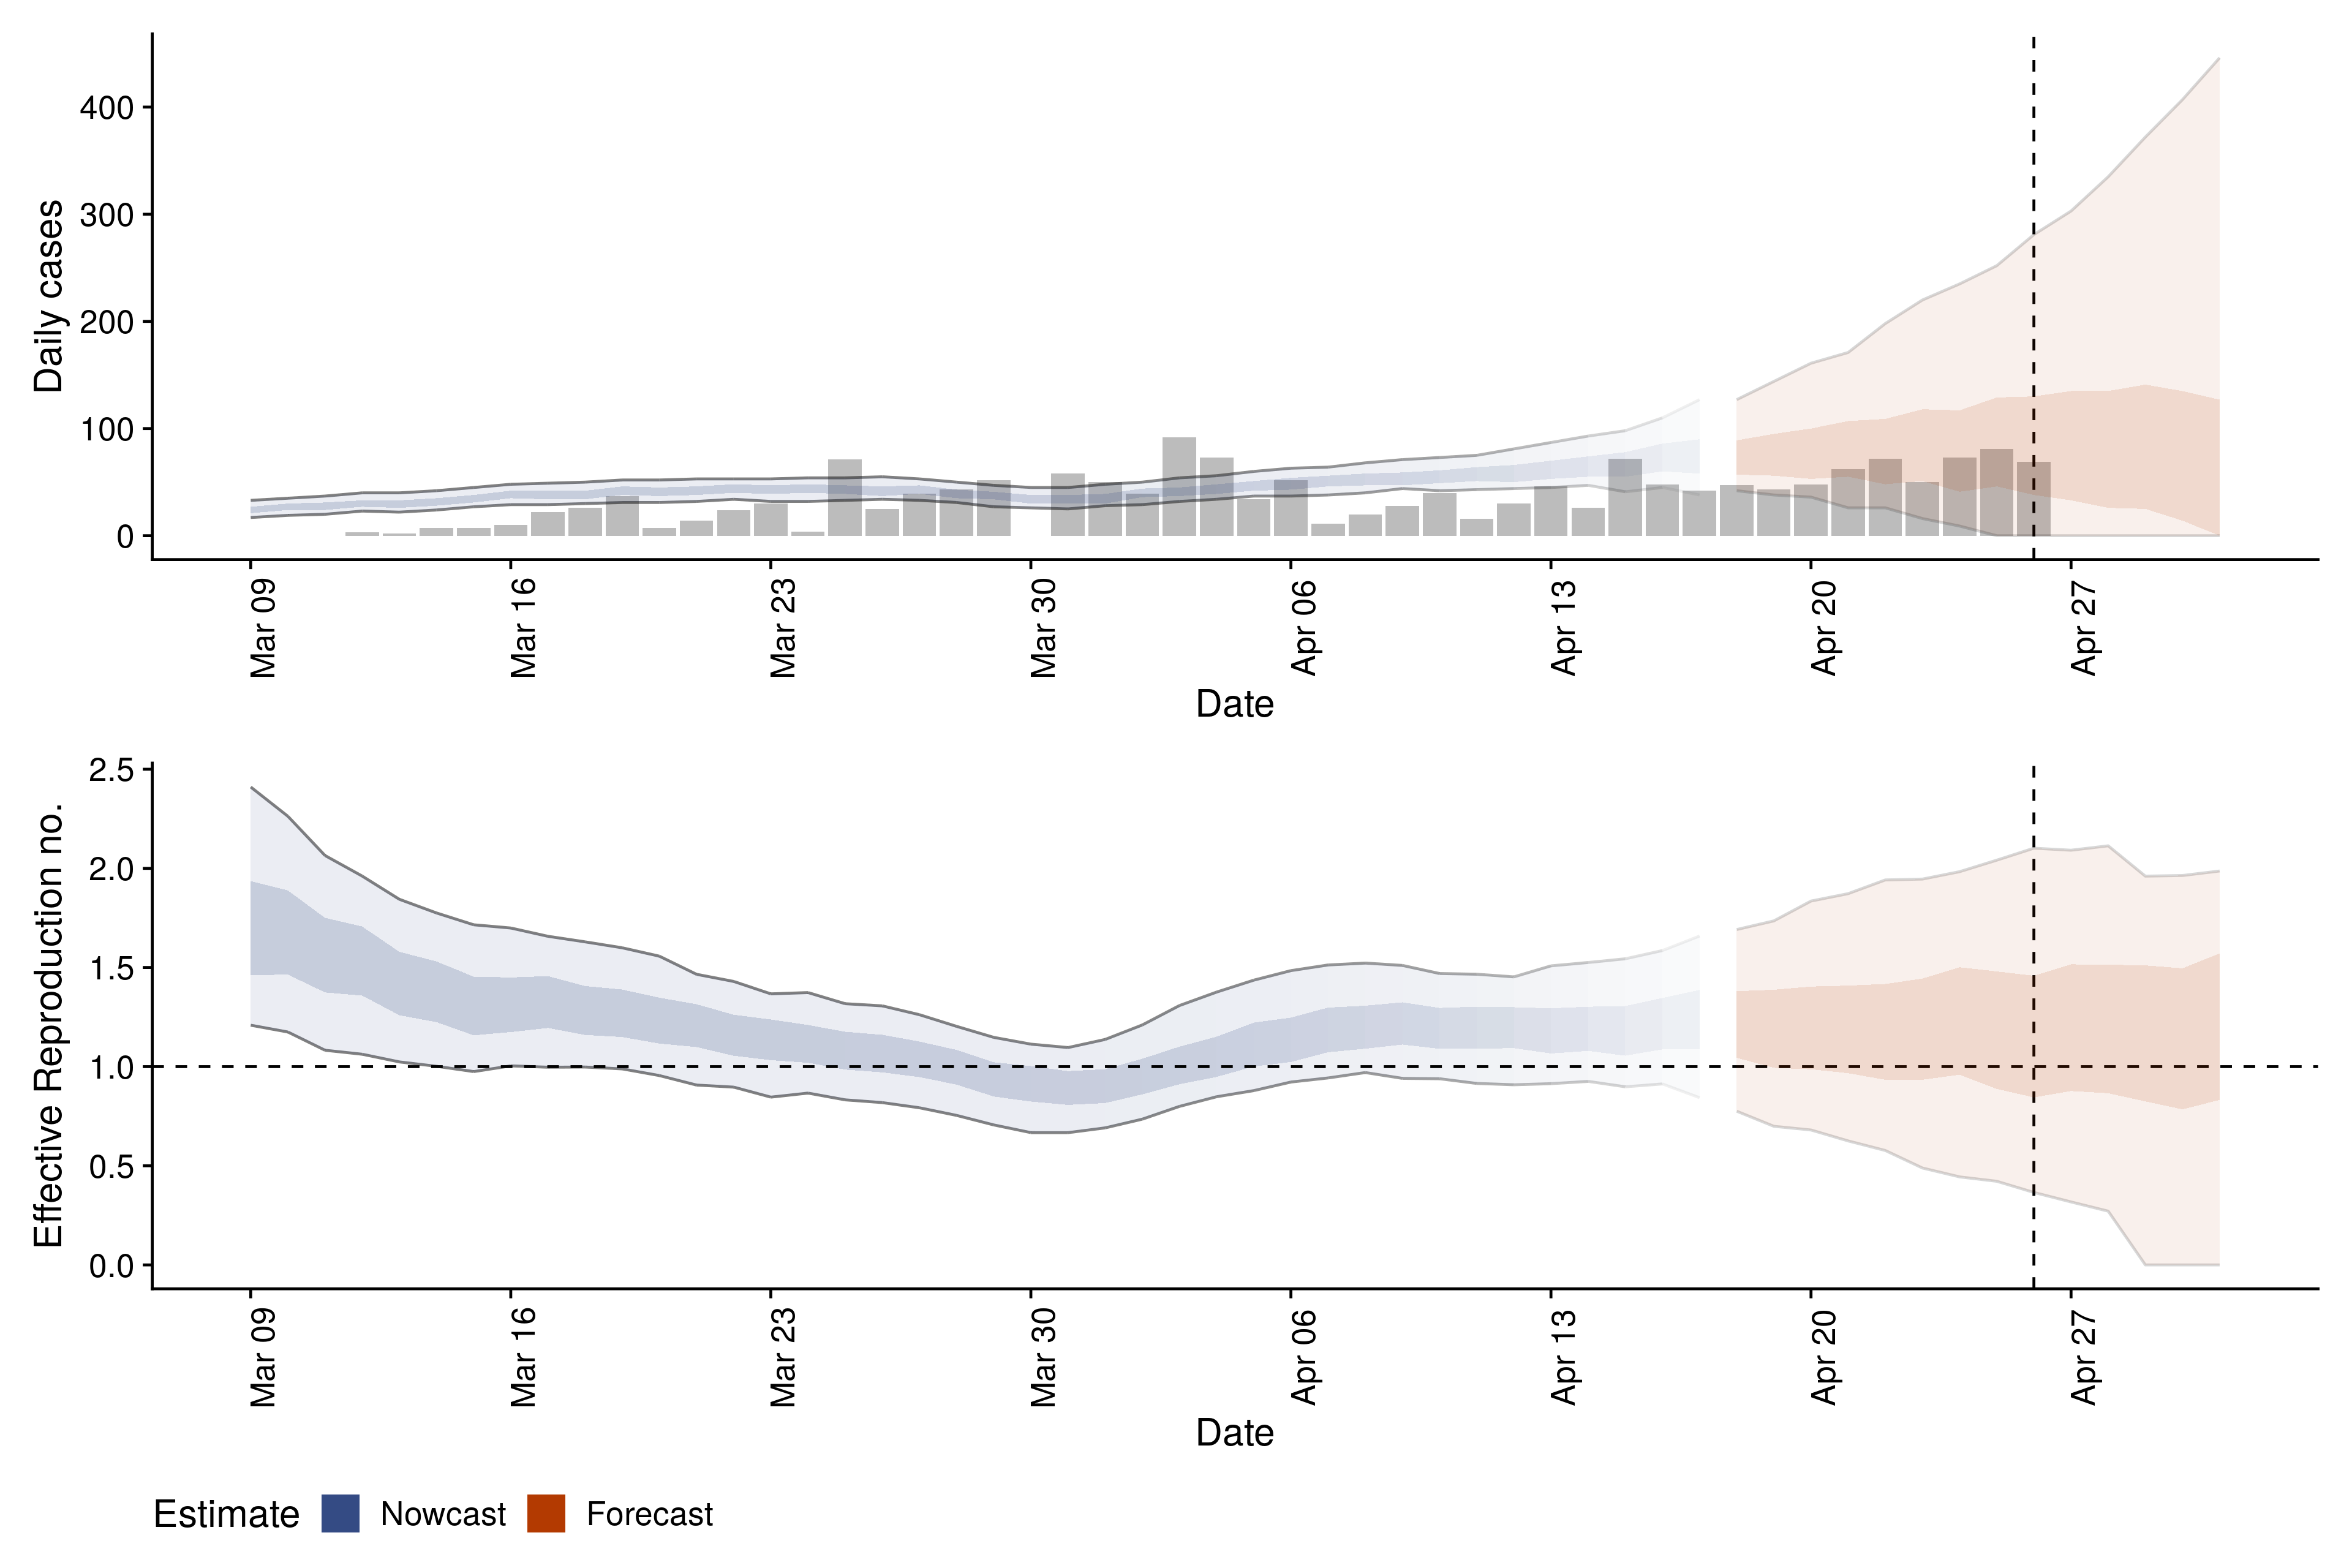 Daily cases
400
300
200
100
0
Mar 09
Mar 16
Mar 23
Mar 30
Apr 06
Apr 13
Apr 20
Apr 27
Date
Effective Reproduction no.
2.5
2.0
1.5
1.0
0.5
0.0
Mar 09
Mar 16
Mar 23
Mar 30
Apr 06
Apr 13
Apr 20
Apr 27
Date
Estimate Nowcast Forecast